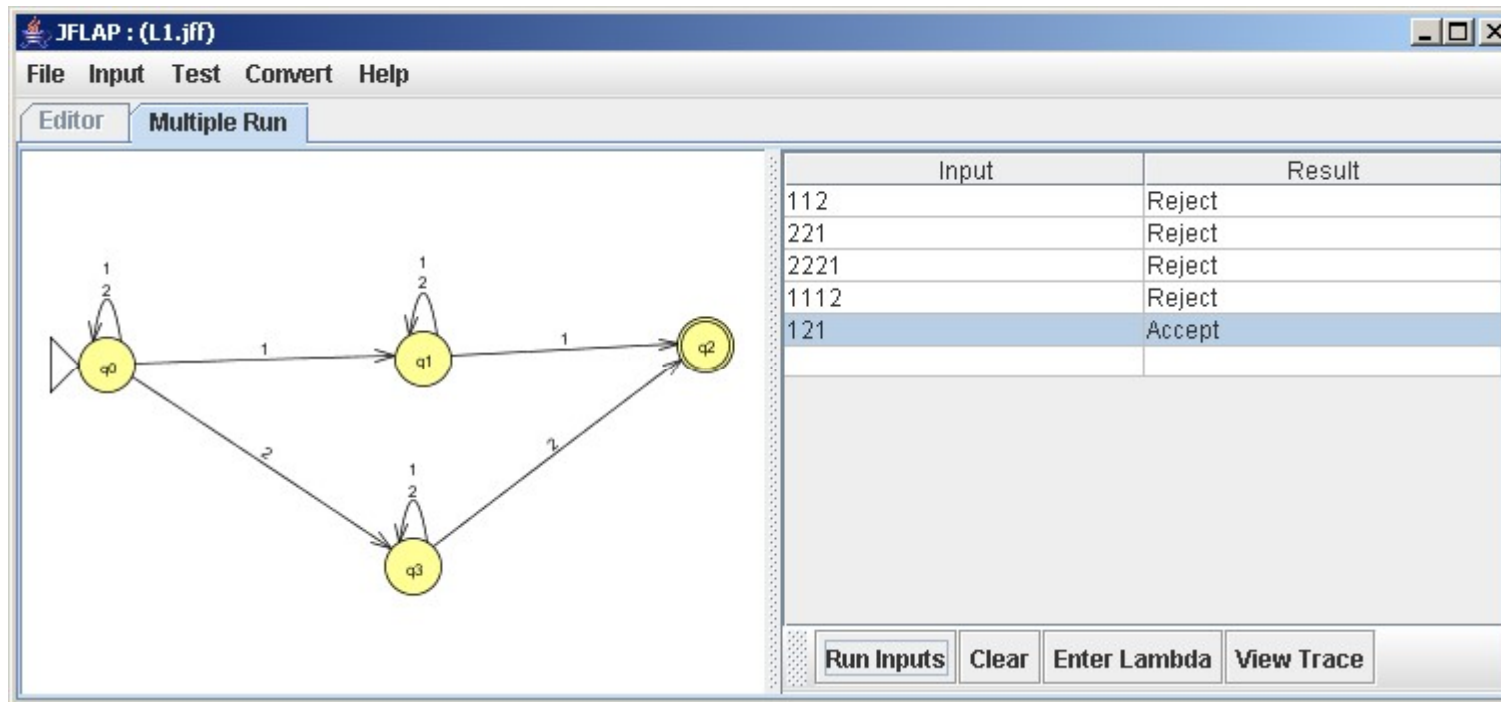 JFLAP : (L1.jff)
File Input Test Convert Help
Editor Multiple Run
Input Result
112 Reject
221 Reject
2221 Reject
1112 Reject
121 Accept
1
2
1
2
q0
1
q1
1
q2
2
2
1
2
q3
Run Inputs Clear Enter Lambda View Trace